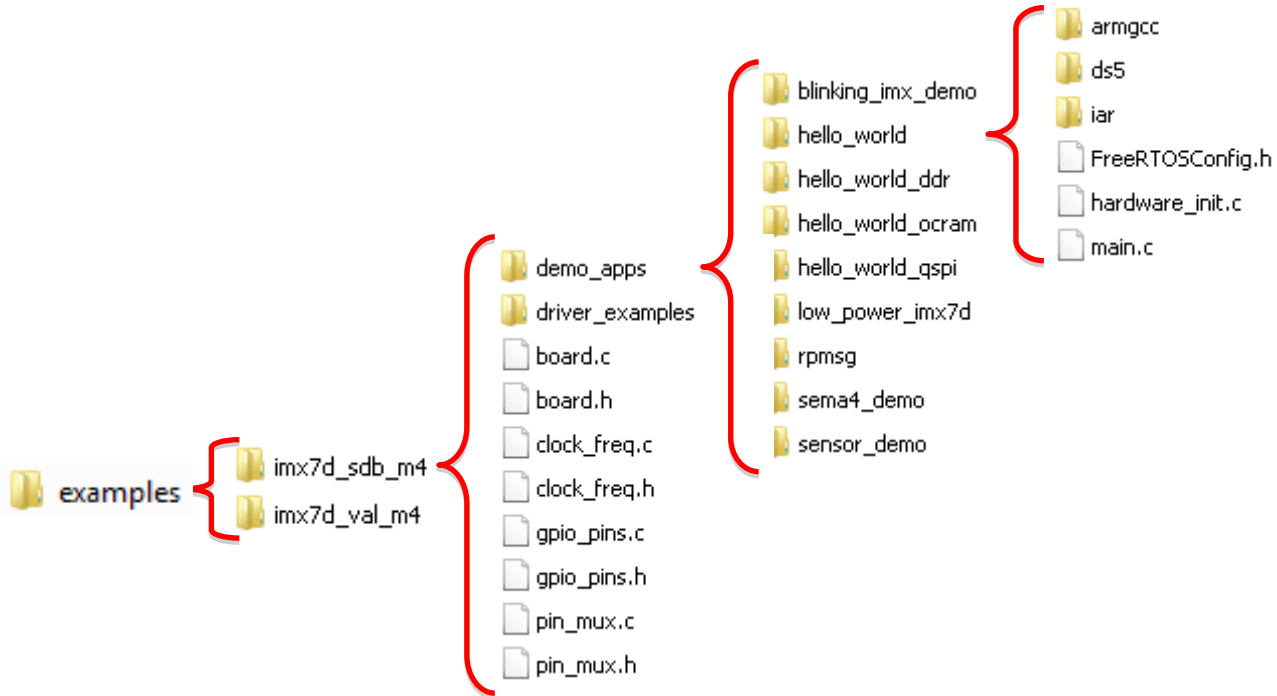 examples
imx7d_sdb_m4
imx7d_val_m4
demo_apps
driver_examples
board.c
board.h
clock_freq.c
clock_freq.h
gpio_pins.c
gpio_pins.h
pin_mux.c
pin_mux.h
blinking_imx_demo
hello_world
hello_world_ddr
hello_world_ocram
hello_world_qspi
low_power_imx7d
rpmsg
sema4_demo
sensor_demo
armgcc
ds5
iar
FreeRTOSConfig.h
hardware_init.c
main.c